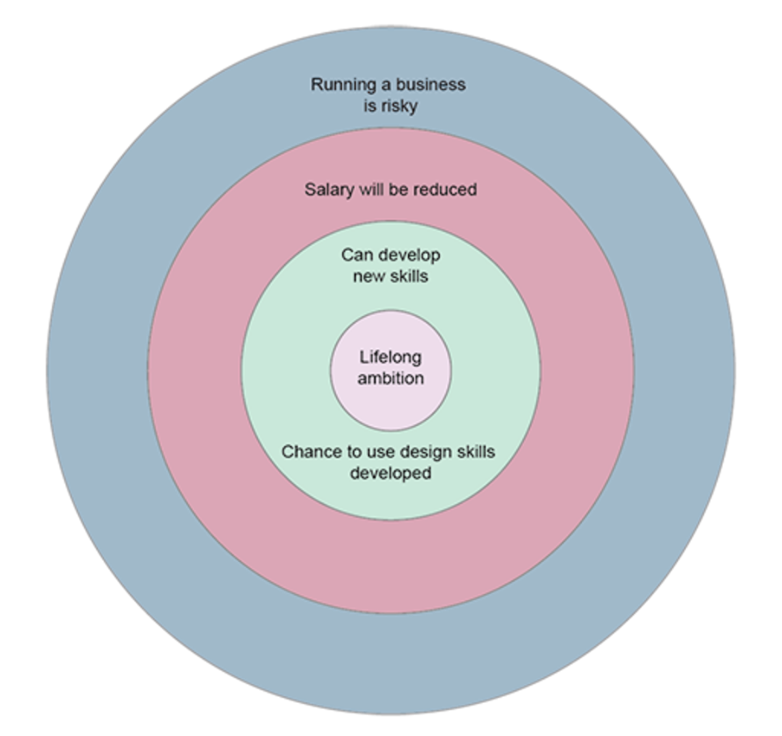 Running a business
is risky
Salary will be reduced
Can develop
new skills
Lifelong
ambition
Chance to use design skills
developed